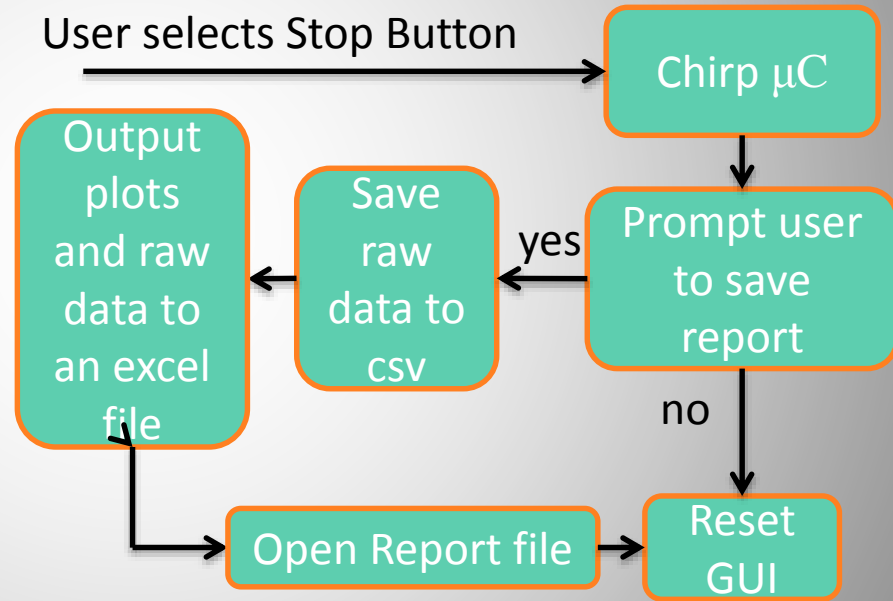 User selects Stop Button
Chirp μC
Prompt user
to save
report
yes
no
Save
raw
data to
csv
Output
plots
and raw
data to
an excel
file
Open Report file
Reset
GUI